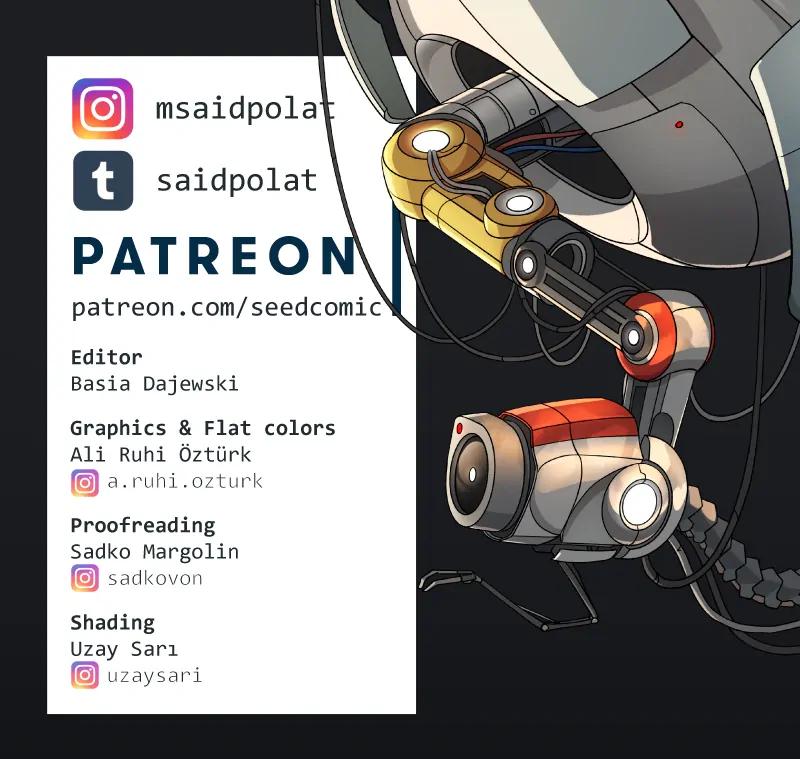 msaidpolat
saidpolat
PATREON
patreon.com/seedcomic
Editor
Basia Dajewski
Graphics & Flat colors
Ali Ruhi Öztürk
a.ruhi.ozturk
Proofreading
Sadko Margolin
sadkovon
Shading
Uzay Sarı
uzaysari